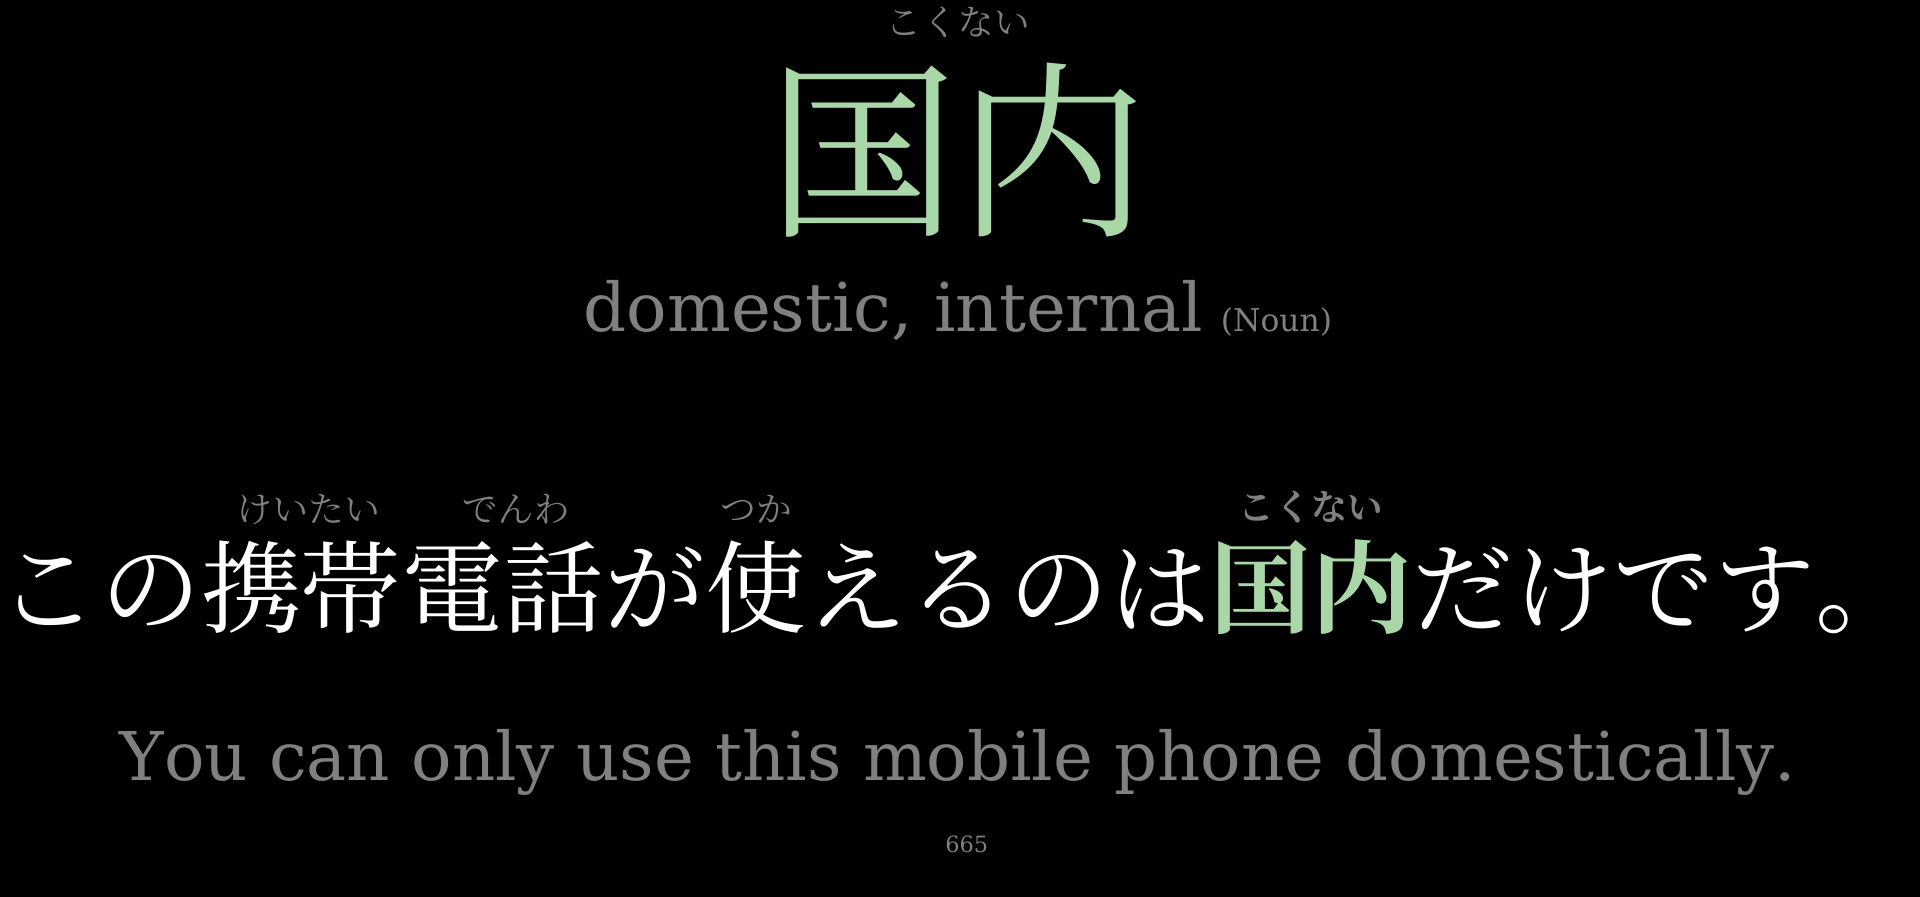 こくない
国内
domestic, internal (Noun)
けいたい でんわ つか こくない
この携帯電話が使えるのは国内だけです。
You can only use this mobile phone domestically.
665